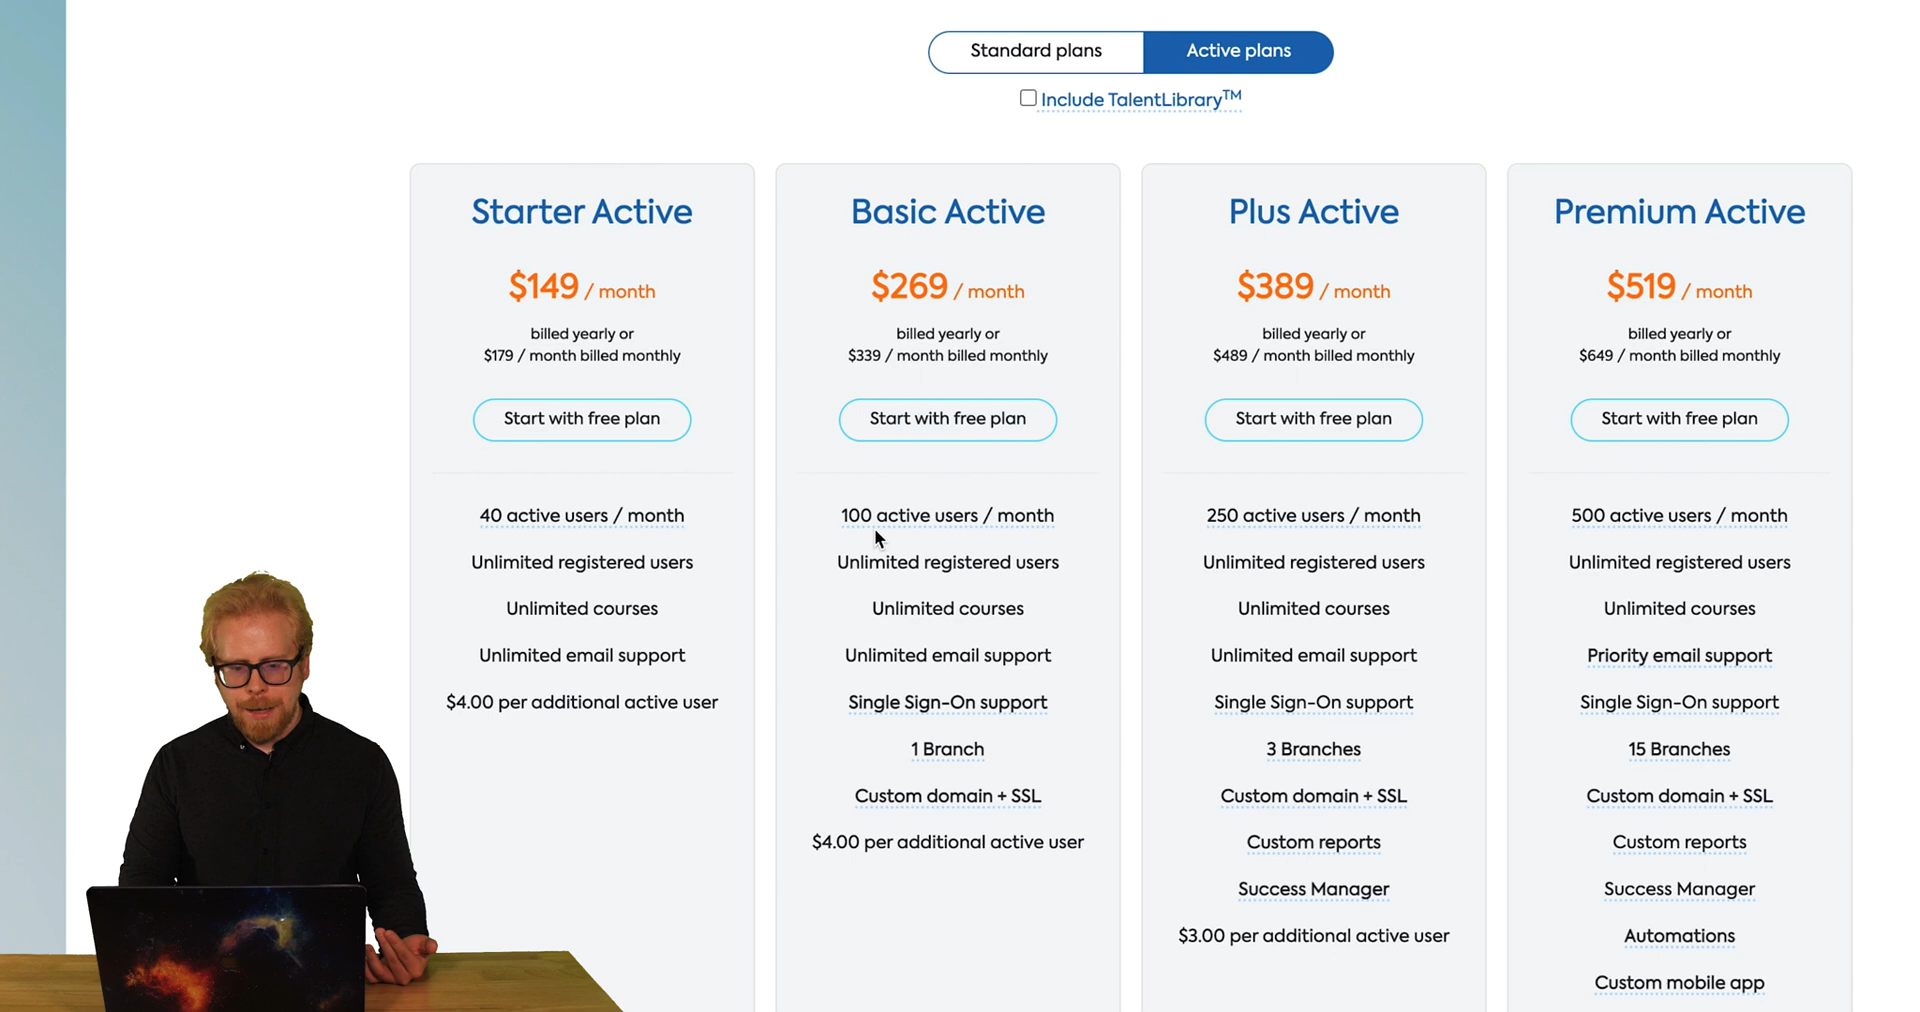 Standard plans
Active plans
Include TalentLibrary™
Starter Active
$149 / month
billed yearly or
$179 / month billed monthly
Start with free plan
40 active users / month
Unlimited registered users
Unlimited courses
Unlimited email support
$4.00 per additional active user
Basic Active
$269 / month
billed yearly or
$339 / month billed monthly
Start with free plan
100 active users / month
Unlimited registered users
Unlimited courses
Unlimited email support
Single Sign-On support
1 Branch
Custom domain + SSL
$4.00 per additional active user
Plus Active
$389 / month
billed yearly or
$489 / month billed monthly
Start with free plan
250 active users / month
Unlimited registered users
Unlimited courses
Unlimited email support
Single Sign-On support
3 Branches
Custom domain + SSL
Custom reports
Success Manager
$3.00 per additional active user
Premium Active
$519 / month
billed yearly or
$649 / month billed monthly
Start with free plan
500 active users / month
Unlimited registered users
Unlimited courses
Priority email support
Single Sign-On support
15 Branches
Custom domain + SSL
Custom reports
Success Manager
Automations
Custom mobile app